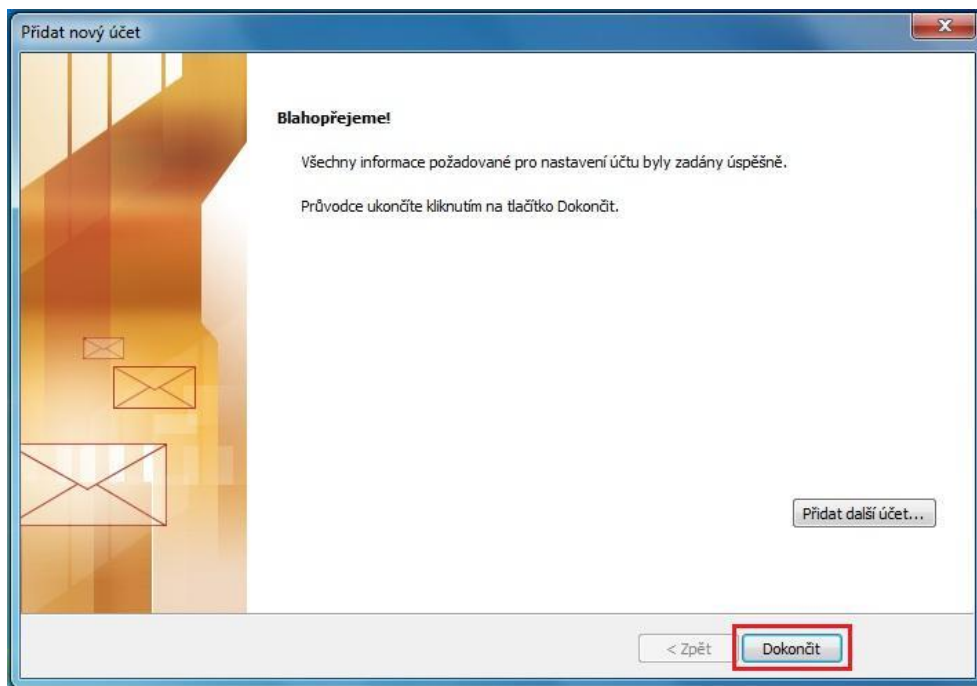 Přidat nový účet
Blahopřejeme!
Všechny informace požadované pro nastavení účtu byly zadány úspěšně.
Průvodce ukončíte kliknutím na tlačítko Dokončit.
Přidat další účet...
< Zpět
Dokončit